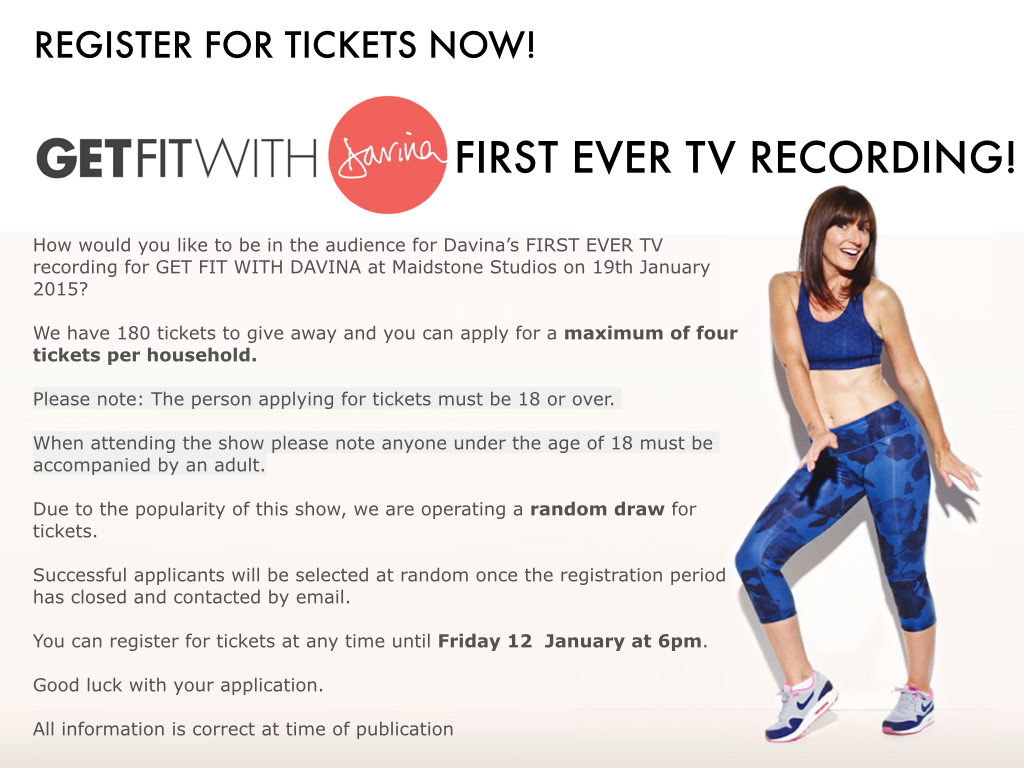 REGISTER FOR TICKETS NOW!
GETFITWITH Davina FIRST EVER TV RECORDING!
How would you like to be in the audience for Davina’s FIRST EVER TV
recording for GET FIT WITH DAVINA at Maidstone Studios on 19th January
2015?
We have 180 tickets to give away and you can apply for a maximum of four
tickets per household.
Please note: The person applying for tickets must be 18 or over.
When attending the show please note anyone under the age of 18 must be
accompanied by an adult.
Due to the popularity of this show, we are operating a random draw for
tickets.
Successful applicants will be selected at random once the registration period
has closed and contacted by email.
You can register for tickets at any time until Friday 12  January at 6pm.
Good luck with your application.
All information is correct at time of publication